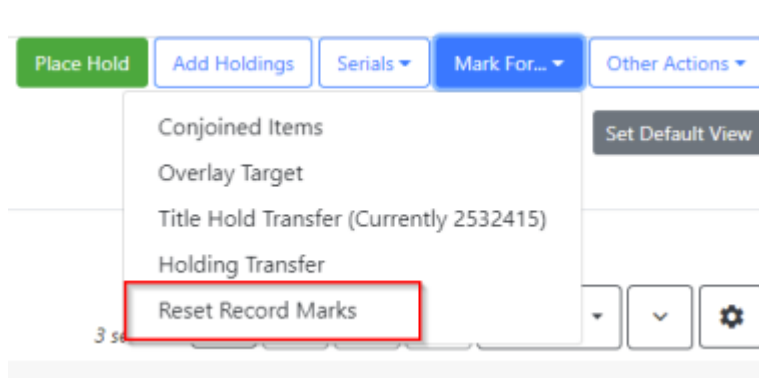 Place Hold Add Holdings Serials Mark For... Other Actions
Conjoined Items
Set Default View
Overlay Target
Title Hold Transfer (Currently 2532415)
Holding Transfer
Reset Record Marks
3